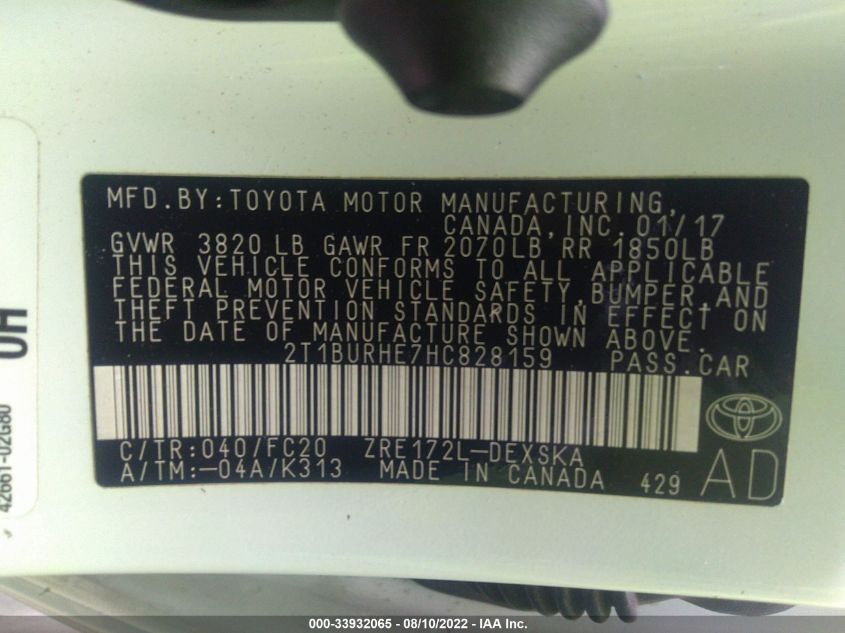 MFD.BY:TOYOTA MOTOR MANUFACTURING,
CANADA,INC. 01/17
GVWR 3820 LB GAWR FR 2070LB RR 1850LB
THIS VEHICLE CONFORMS TO ALL APPLICABLE
FEDERAL MOTOR VEHICLE SAFETY,BUMPER,AND
THEFT PREVENTION STANDARDS IN EFFECT ON
THE DATE OF MANUFACTURE SHOWN ABOVE.
2T1BURHE7HC828159 PASS.CAR
C/TR:040/FC20 ZRE172L-DEXSKA
A/TM:-04A/K313 MADE IN CANADA 429 AD
42661-02G80
000-33932065 - 08/10/2022 - IAA Inc.